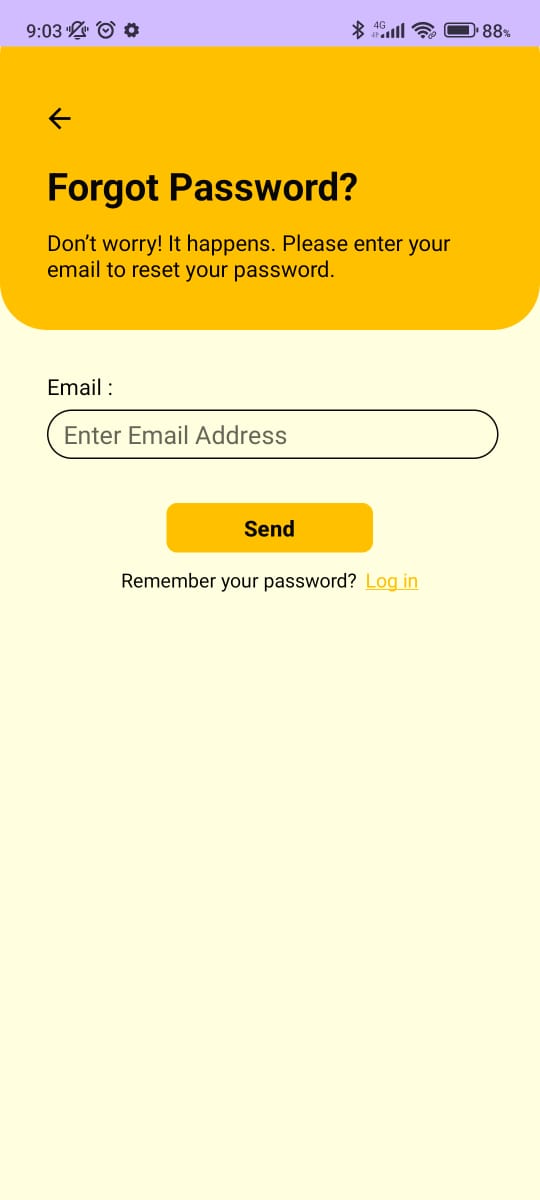 9:03
4G
88%
Forgot Password?
Don’t worry! It happens. Please enter your
email to reset your password.
Email :
Enter Email Address
Send
Remember your password? Log in